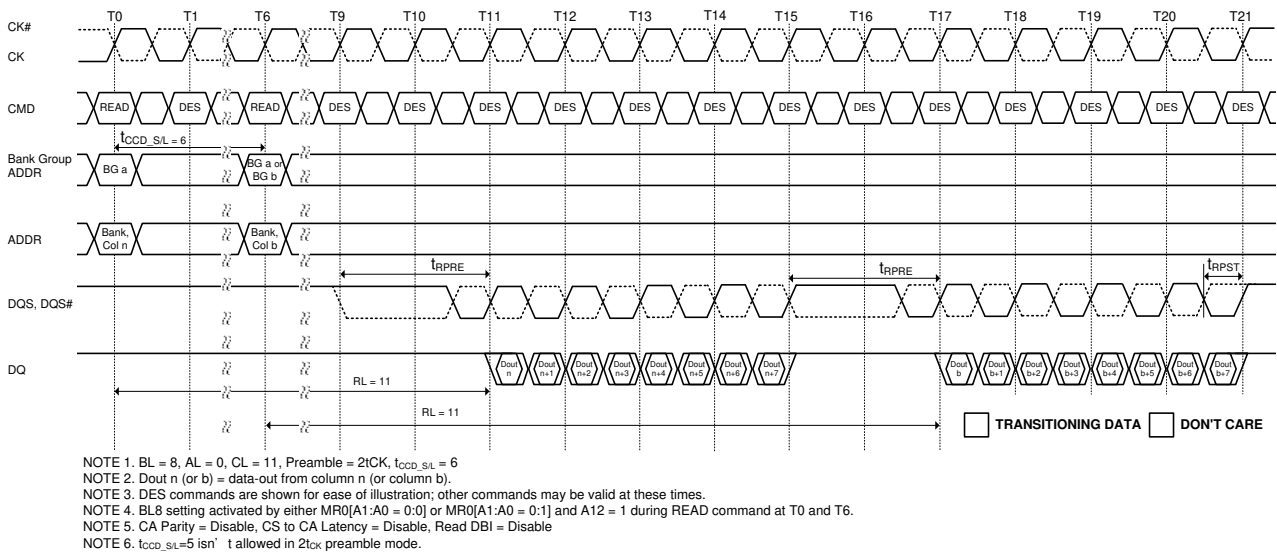 T0 T1 T6 T9 T10 T11 T12 T13 T14 T15 T16 T17 T18 T19 T20 T21
CK#
CK
CMD READ DES READ DES DES DES DES DES DES DES DES DES DES DES DES DES
tCCD_S/L = 6
Bank Group
ADDR
BG a
BG a or
BG b
ADDR
Bank,
Col n
Bank,
Col b
tRPRE tRPRE tRPST
DQS, DQS#
DQ
Dout
n
Dout
n+1
Dout
n+2
Dout
n+3
Dout
n+4
Dout
n+5
Dout
n+6
Dout
n+7
Dout
b
Dout
b+1
Dout
b+2
Dout
b+3
Dout
b+4
Dout
b+5
Dout
b+6
Dout
b+7
RL = 11
RL = 11
TRANSITIONING DATA DON'T CARE
NOTE 1. BL = 8, AL = 0, CL = 11, Preamble = 2tCK, tCCD_S/L = 6
NOTE 2. Dout n (or b) = data-out from column n (or column b).
NOTE 3. DES commands are shown for ease of illustration; other commands may be valid at these times.
NOTE 4. BL8 setting activated by either MR0[A1:A0 = 0:0] or MR0[A1:A0 = 0:1] and A12 = 1 during READ command at T0 and T6.
NOTE 5. CA Parity = Disable, CS to CA Latency = Disable, Read DBI = Disable
NOTE 6. tCCD_S/L=5 isn' t allowed in 2tCK preamble mode.